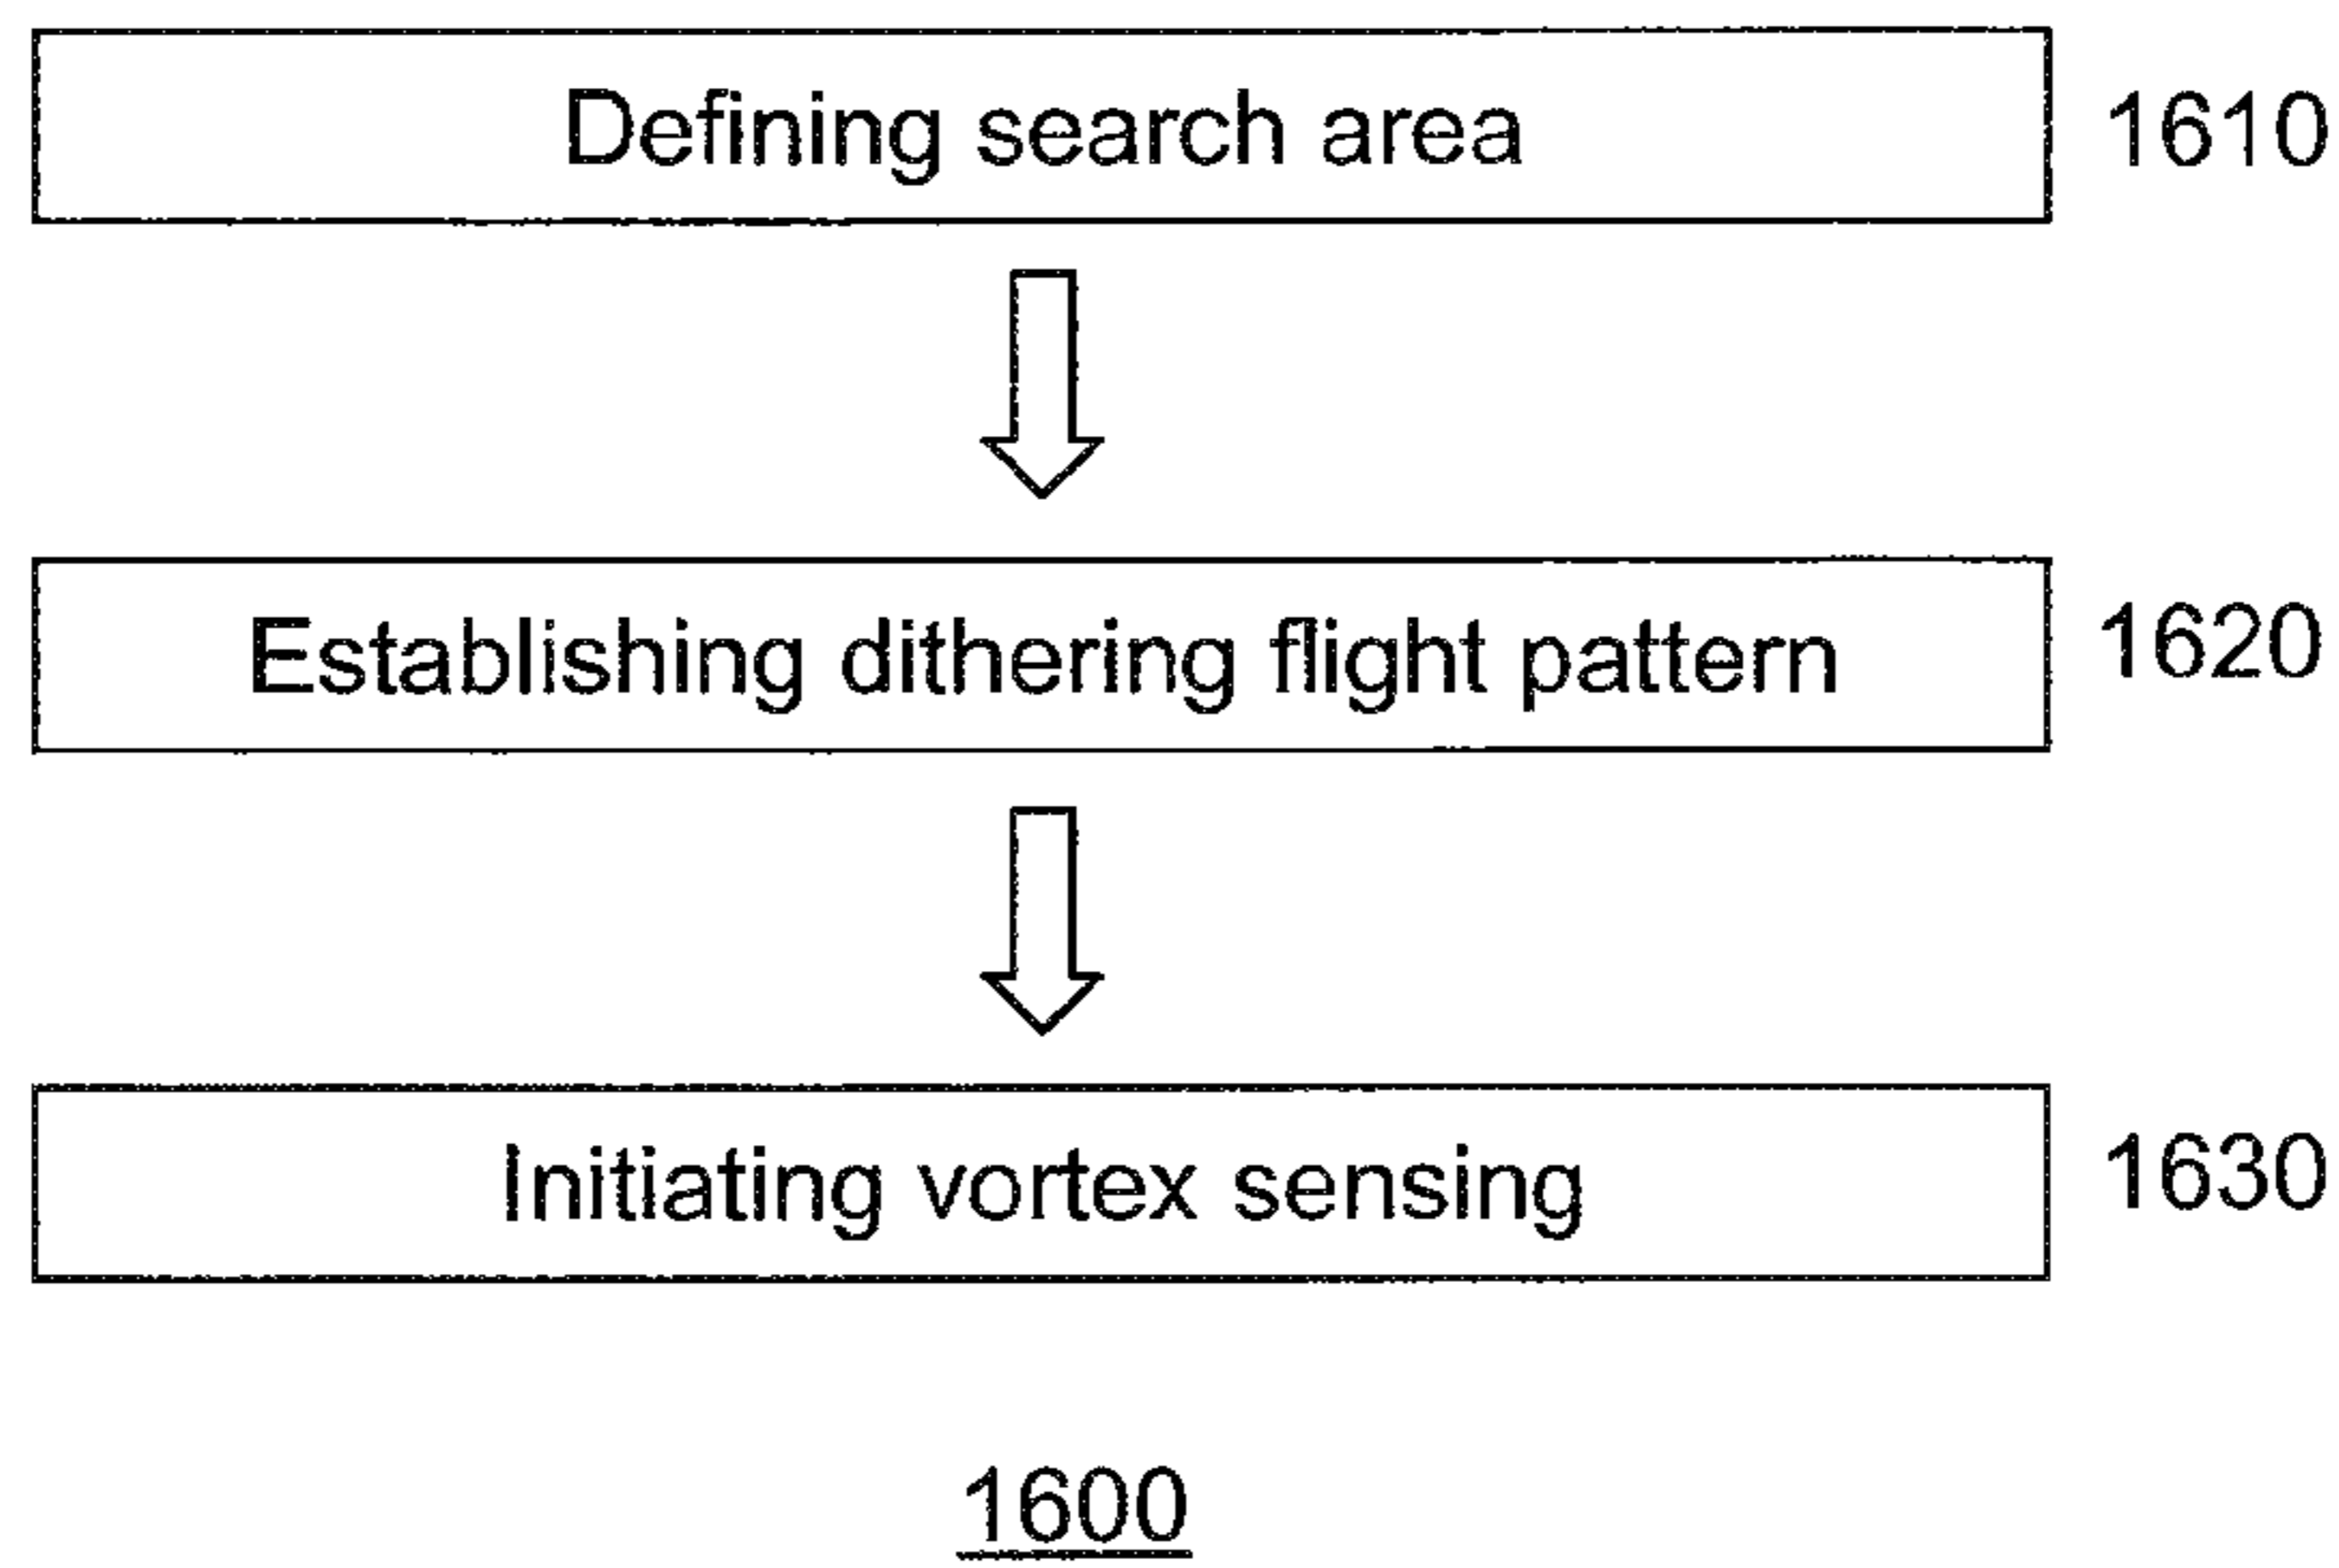 Defining search area 1610
Establishing dithering flight pattern 1620
Initiating vortex sensing 1630
1600